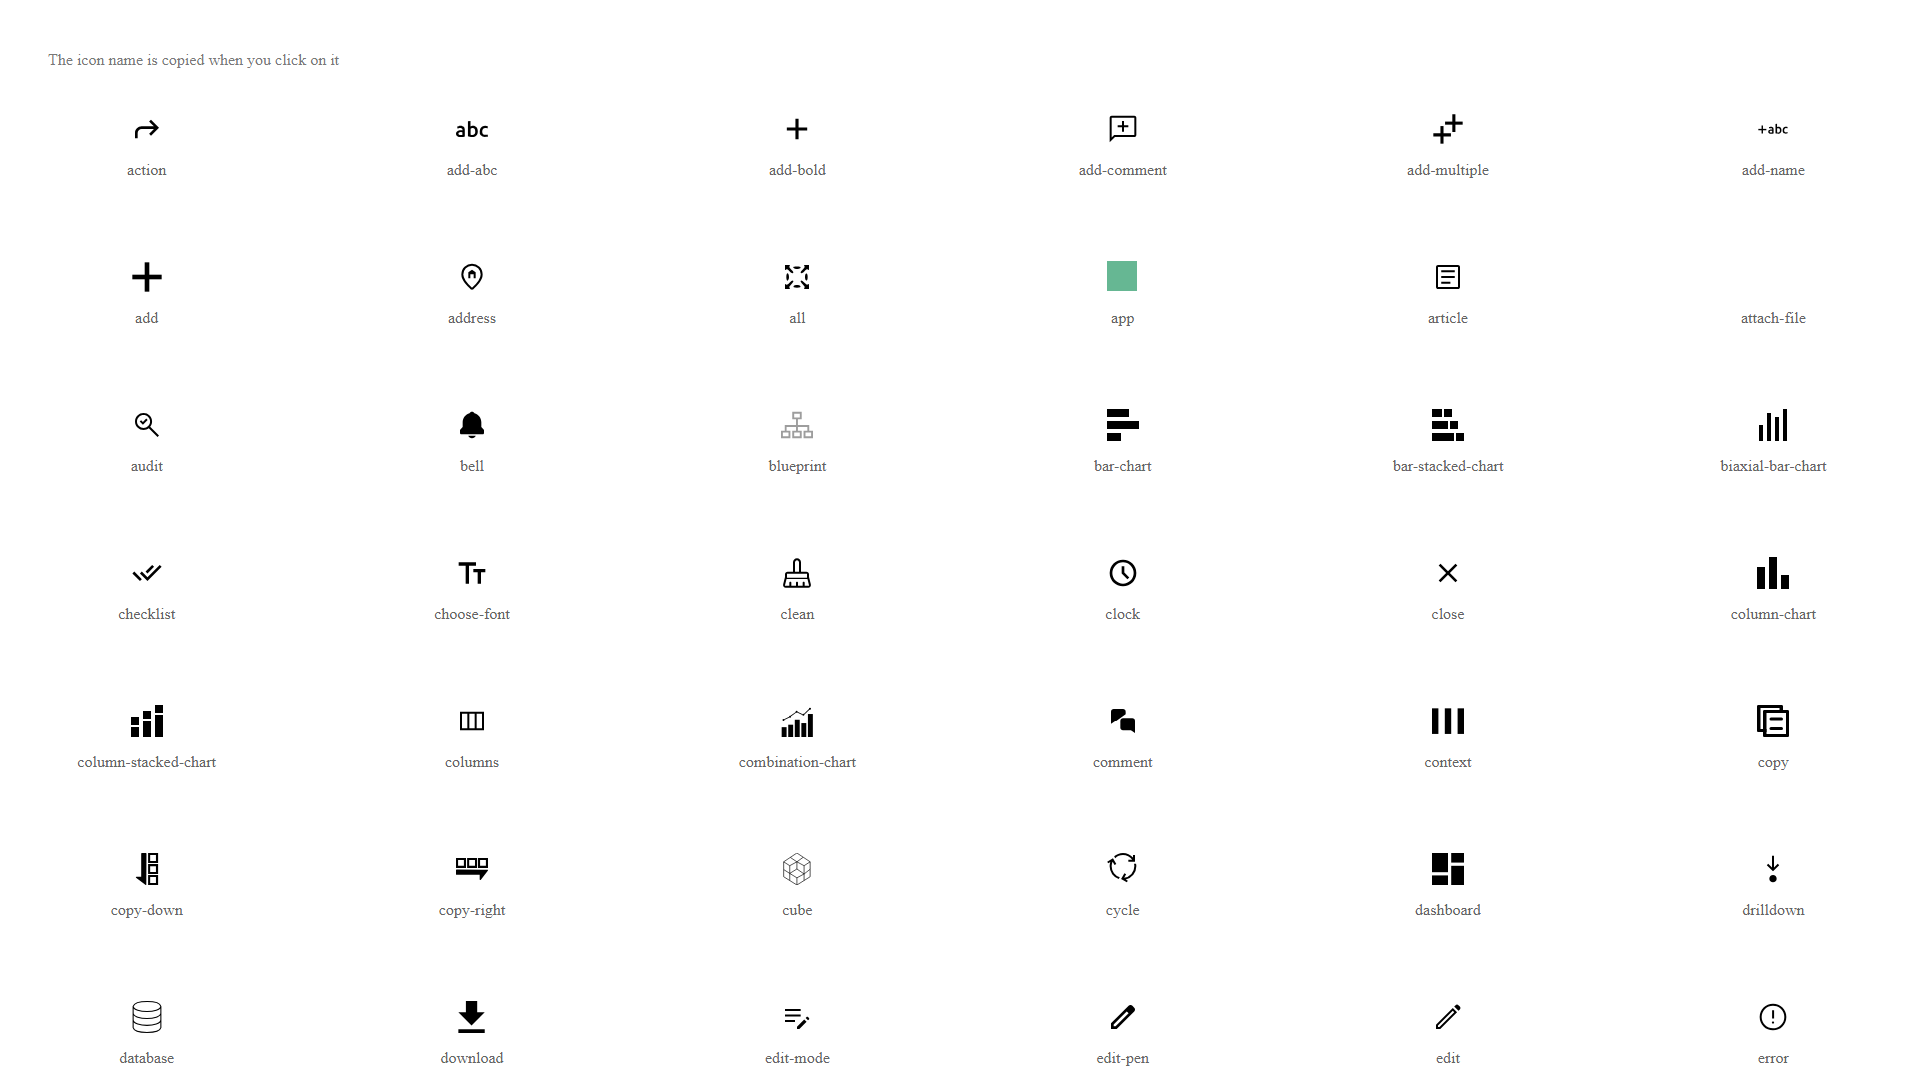 The icon name is copied when you click on it
abc
+abc
action add-abc add-bold add-comment add-multiple add-name
add address all app article attach-file
audit bell blueprint bar-chart bar-stacked-chart biaxial-bar-chart
Tт
checklist choose-font clean clock close column-chart
column-stacked-chart columns combination-chart comment context copy
copy-down copy-right cube cycle dashboard drilldown
database download edit-mode edit-pen edit error